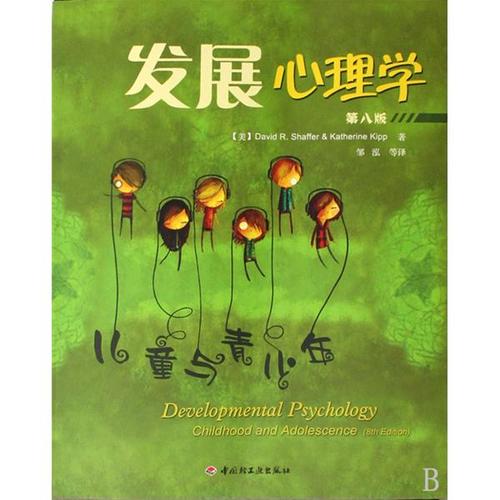 发展心理学
第八版
【美】David R. Shaffer & Katherine Kipp 著
邹泓 等译
儿童与青少年
Developmental Psychology
Childhood and Adolescence (8th Edition)
中国轻工业出版社
B